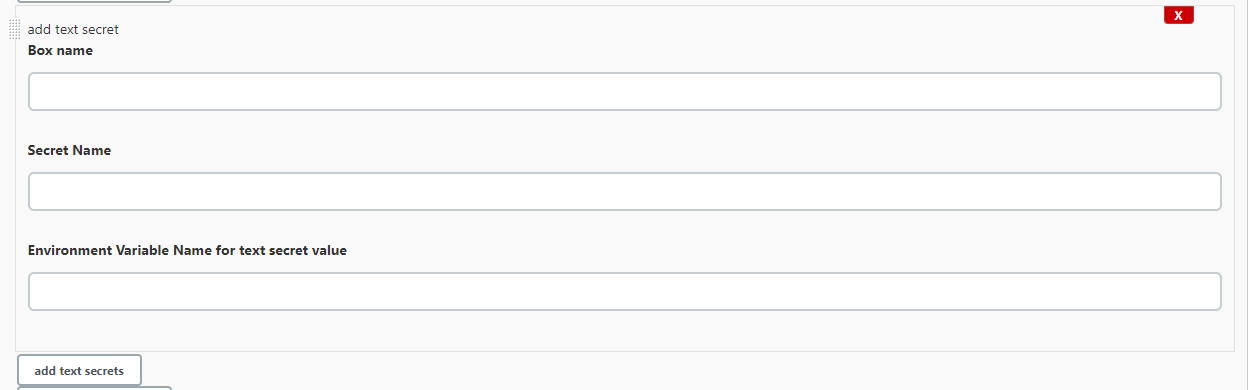 add text secret
X
Box name
Secret Name
Environment Variable Name for text secret value
add text secrets